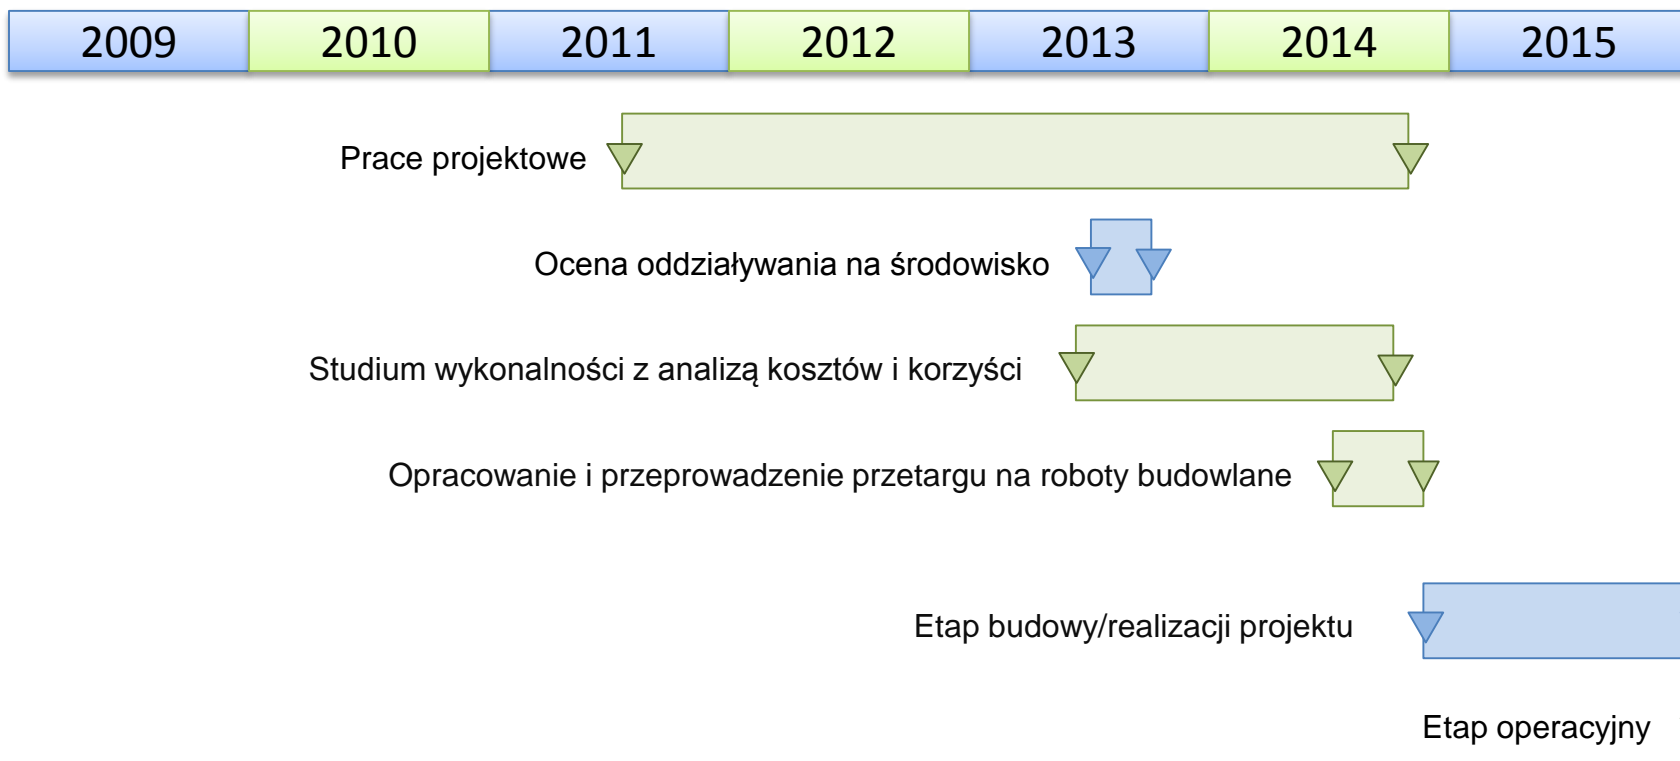 2009 2010 2011 2012 2013 2014 2015
Prace projektowe
Ocena oddziaływania na środowisko
Studium wykonalności z analizą kosztów i korzyści
Opracowanie i przeprowadzenie przetargu na roboty budowlane
Etap budowy/realizacji projektu
Etap operacyjny